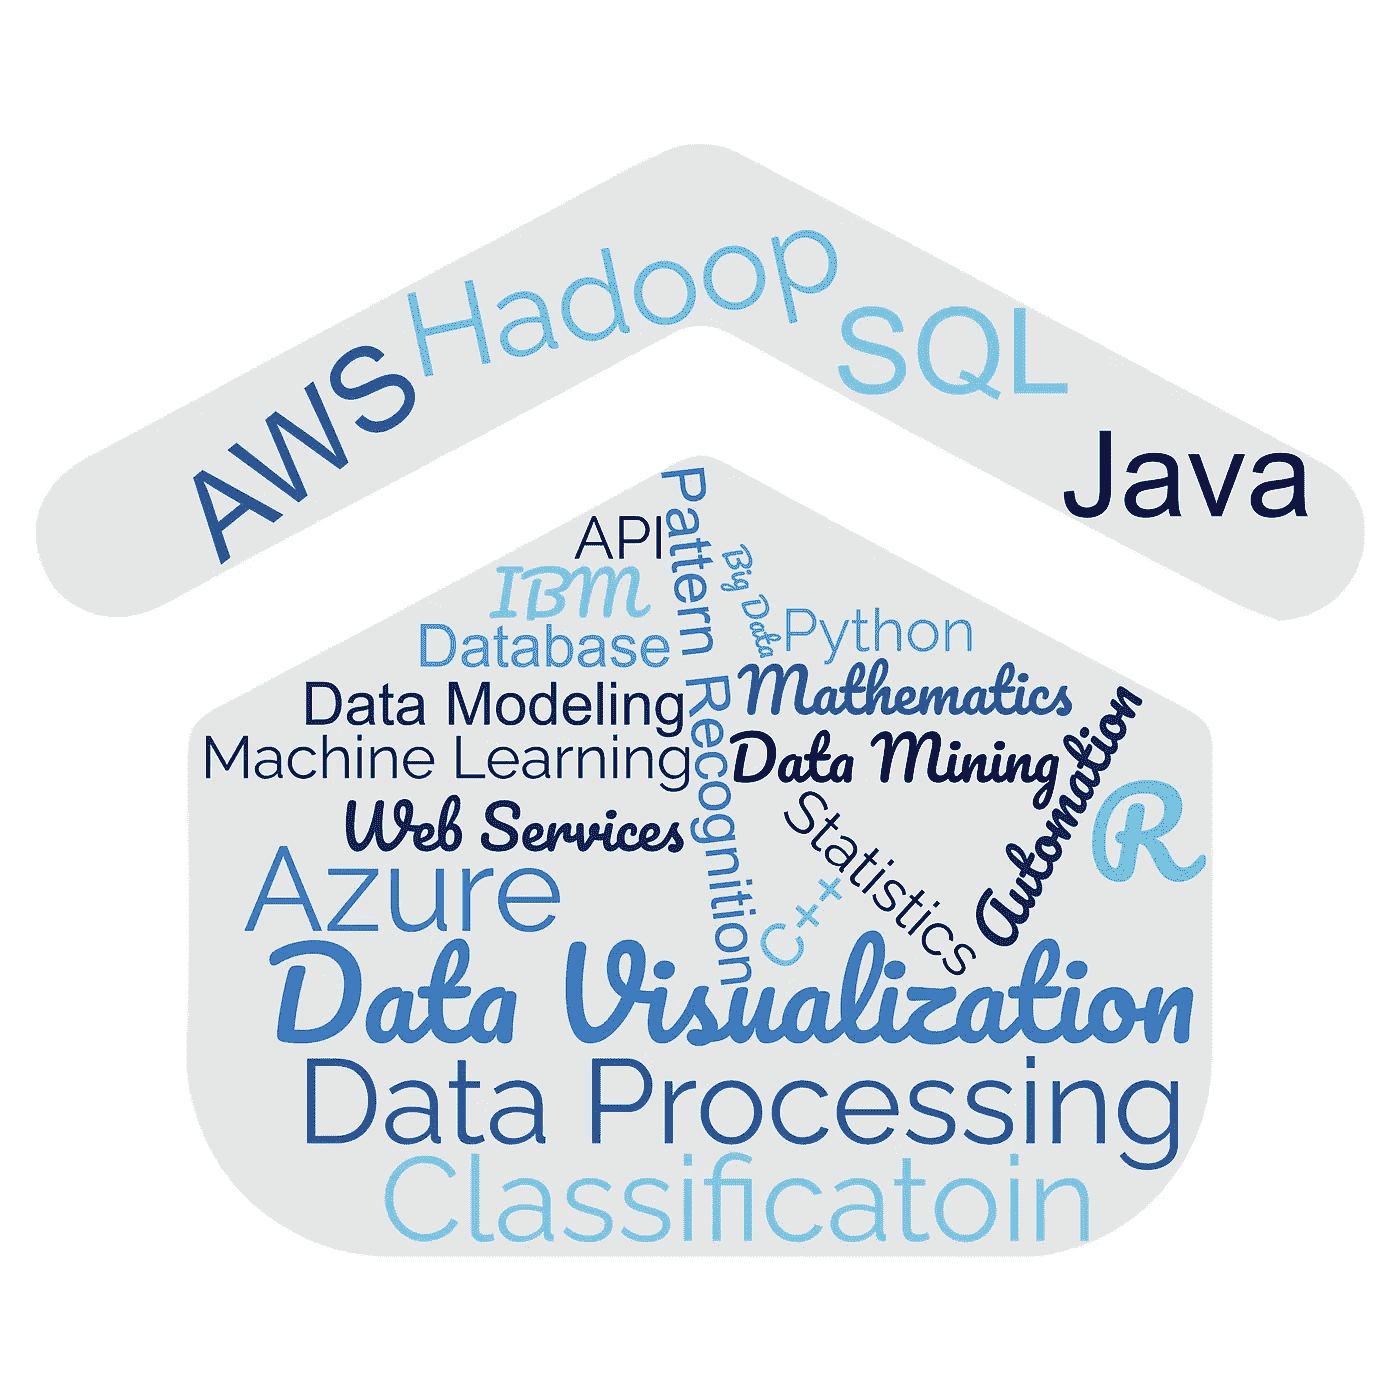 AWS
Hadoop
SQL
Java
Pattern Recognition
API
IBM
Big Data
Database
Python
Data Modeling
Mathematics
Machine Learning
Data Mining
Automation
Web Services
Statistics
R
Azure
C++
Data Visualization
Data Processing
Classificatoin